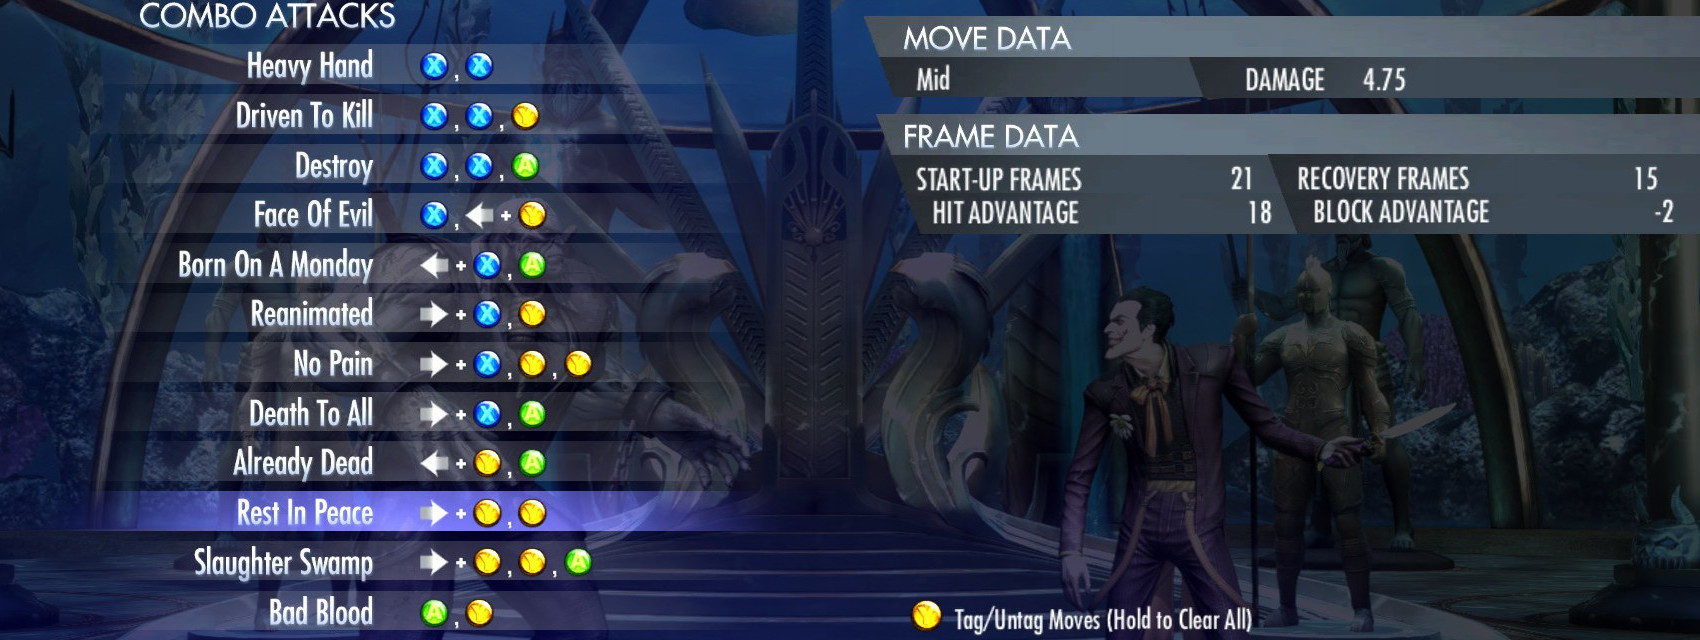 COMBO ATTACKS
Heavy Hand X , X
Driven To Kill X , X , Y
Destroy X , X , A
Face Of Evil X , ← + Y
Born On A Monday ← + X , A
Reanimated → + X , Y
No Pain → + X , Y , Y
Death To All → + X , A
Already Dead ← + Y , A
Rest In Peace → + Y , Y
Slaughter Swamp → + Y , Y , A
Bad Blood A , Y
MOVE DATA
Mid DAMAGE 4.75
FRAME DATA
START-UP FRAMES 21 RECOVERY FRAMES 15
HIT ADVANTAGE 18 BLOCK ADVANTAGE -2
Y Tag/Untag Moves (Hold to Clear All)